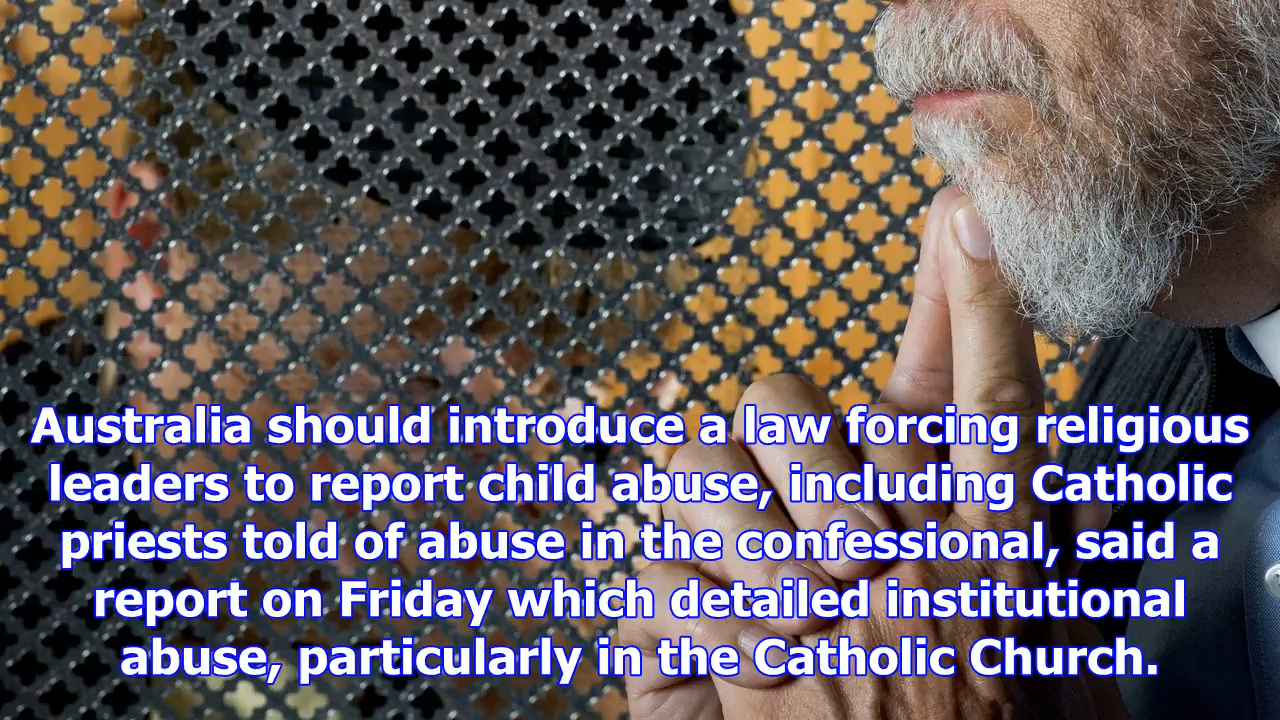 Australia should introduce a law forcing religious
leaders to report child abuse, including Catholic
priests told of abuse in the confessional, said a
report on Friday which detailed institutional
abuse, particularly in the Catholic Church.